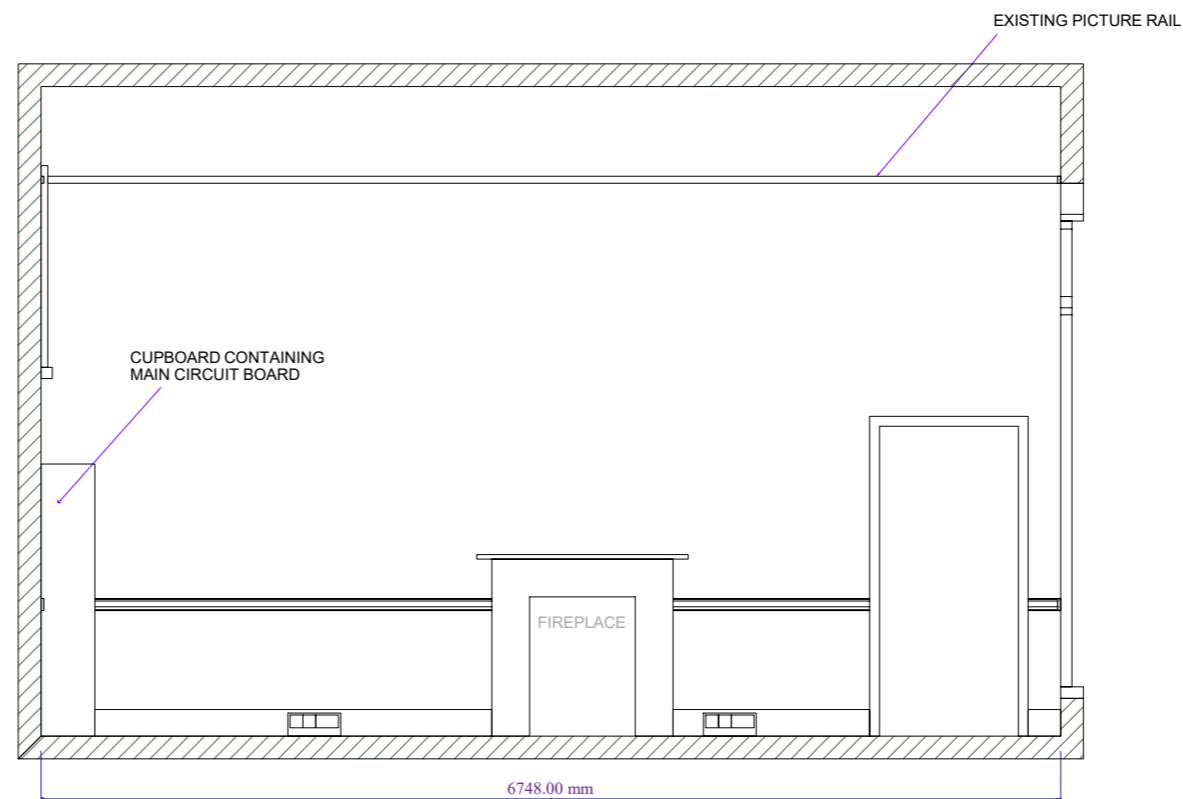 EXISTING PICTURE RAIL
CUPBOARD CONTAINING
MAIN CIRCUIT BOARD
FIREPLACE
6748.00 mm